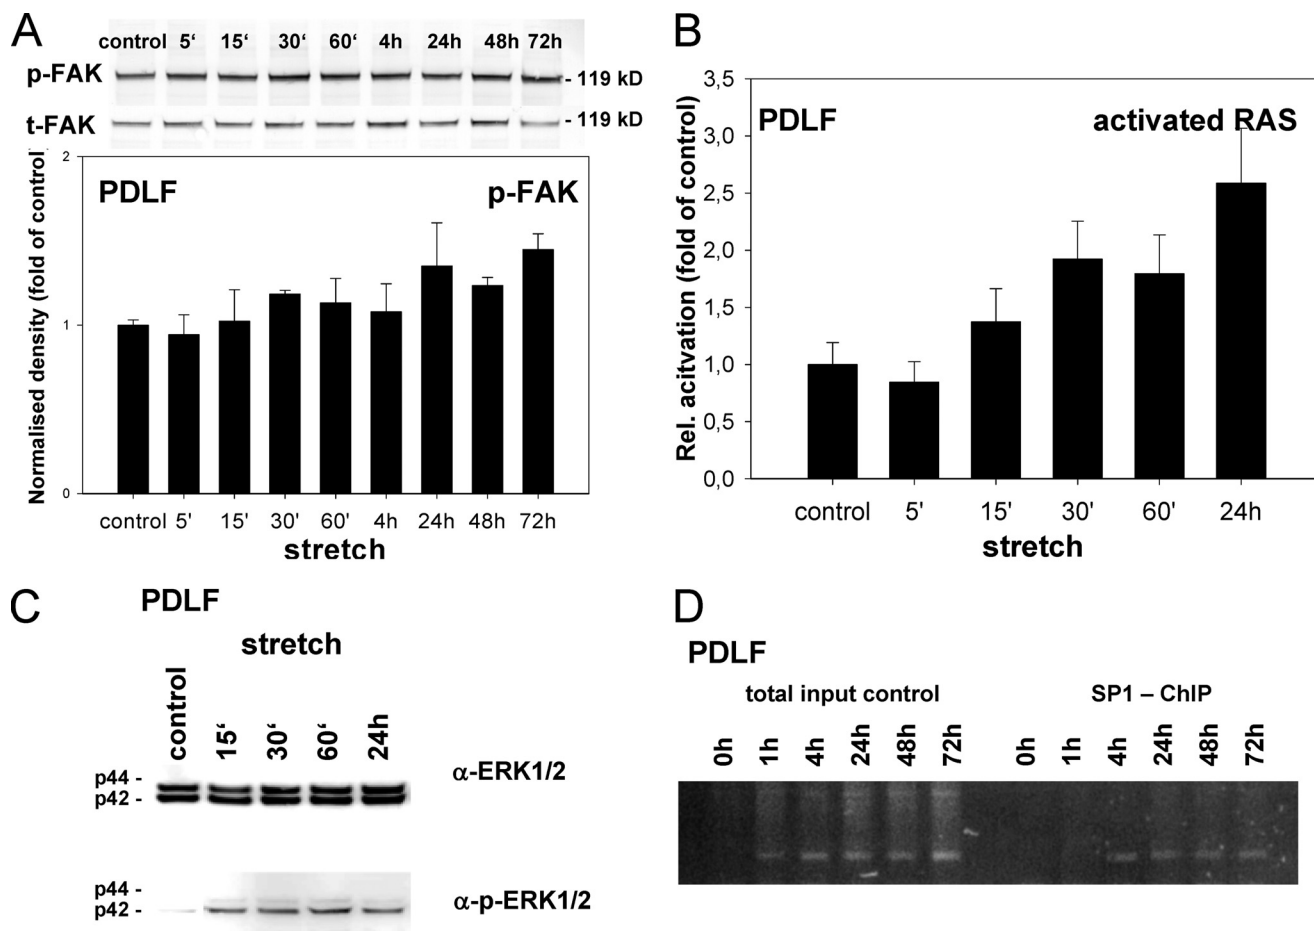 A
control 5‘ 15‘ 30‘ 60‘ 4h 24h 48h 72h
p-FAK - 119 kD
t-FAK - 119 kD
2
PDLF p-FAK
1
0
Normalised density (fold of control)
control 5' 15' 30' 60' 4h 24h 48h 72h
stretch
B
3,5
PDLF activated RAS
3,0
2,5
2,0
1,5
1,0
0,5
0,0
Rel. acitvation (fold of control)
control 5' 15' 30' 60' 24h
stretch
C
PDLF
stretch
control 15‘ 30‘ 60‘ 24h
p44 -
p42 -
α-ERK1/2
p44 -
p42 -
α-p-ERK1/2
D
PDLF
total input control SP1 – ChIP
0h 1h 4h 24h 48h 72h 0h 1h 4h 24h 48h 72h